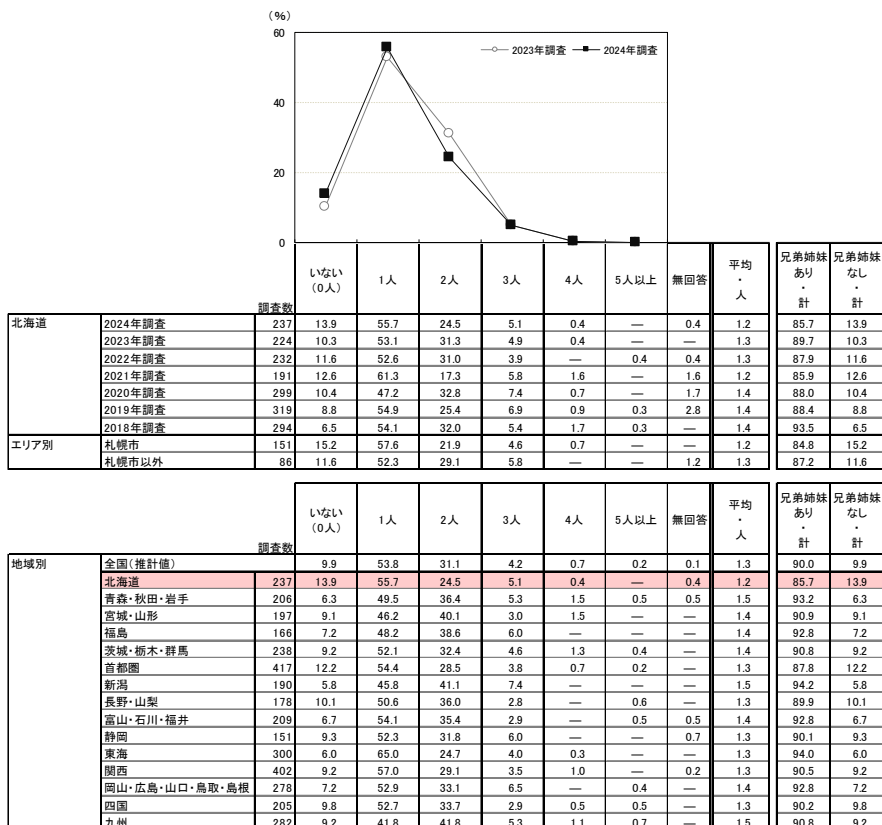 （%）
60
40
20
0
2023年調査 2024年調査
調査数 いない（0人） 1人 2人 3人 4人 5人以上 無回答 平均・人 兄弟姉妹あり・計 兄弟姉妹なし・計
北海道 2024年調査 237 13.9 55.7 24.5 5.1 0.4 — 0.4 1.2 85.7 13.9
2023年調査 224 10.3 53.1 31.3 4.9 0.4 — — 1.3 89.7 10.3
2022年調査 232 11.6 52.6 31.0 3.9 — 0.4 0.4 1.3 87.9 11.6
2021年調査 191 12.6 61.3 17.3 5.8 1.6 — 1.6 1.2 85.9 12.6
2020年調査 299 10.4 47.2 32.8 7.4 0.7 — 1.7 1.4 88.0 10.4
2019年調査 319 8.8 54.9 25.4 6.9 0.9 0.3 2.8 1.4 88.4 8.8
2018年調査 294 6.5 54.1 32.0 5.4 1.7 0.3 — 1.4 93.5 6.5
エリア別 札幌市 151 15.2 57.6 21.9 4.6 0.7 — — 1.2 84.8 15.2
札幌市以外 86 11.6 52.3 29.1 5.8 — — 1.2 1.3 87.2 11.6
調査数 いない（0人） 1人 2人 3人 4人 5人以上 無回答 平均・人 兄弟姉妹あり・計 兄弟姉妹なし・計
地域別 全国（推計値） 9.9 53.8 31.1 4.2 0.7 0.2 0.1 1.3 90.0 9.9
北海道 237 13.9 55.7 24.5 5.1 0.4 — 0.4 1.2 85.7 13.9
青森・秋田・岩手 206 6.3 49.5 36.4 5.3 1.5 0.5 0.5 1.5 93.2 6.3
宮城・山形 197 9.1 46.2 40.1 3.0 1.5 — — 1.4 90.9 9.1
福島 166 7.2 48.2 38.6 6.0 — — — 1.4 92.8 7.2
茨城・栃木・群馬 238 9.2 52.1 32.4 4.6 1.3 0.4 — 1.4 90.8 9.2
首都圏 417 12.2 54.4 28.5 3.8 0.7 0.2 — 1.3 87.8 12.2
新潟 190 5.8 45.8 41.1 7.4 — — — 1.5 94.2 5.8
長野・山梨 178 10.1 50.6 36.0 2.8 — 0.6 — 1.3 89.9 10.1
富山・石川・福井 209 6.7 54.1 35.4 2.9 — 0.5 0.5 1.4 92.8 6.7
静岡 151 9.3 52.3 31.8 6.0 — — 0.7 1.3 90.1 9.3
東海 300 6.0 65.0 24.7 4.0 0.3 — — 1.3 94.0 6.0
関西 402 9.2 57.0 29.1 3.5 1.0 — 0.2 1.3 90.5 9.2
岡山・広島・山口・鳥取・島根 278 7.2 52.9 33.1 6.5 — 0.4 — 1.4 92.8 7.2
四国 205 9.8 52.7 33.7 2.9 0.5 0.5 — 1.3 90.2 9.8
九州 282 9.2 41.8 41.8 5.3 1.1 0.7 — 1.5 90.8 9.2